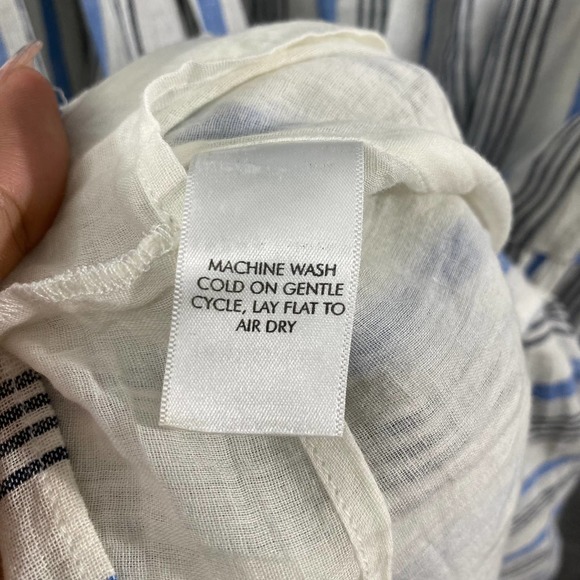 MACHINE WASH
COLD ON GENTLE
CYCLE, LAY FLAT TO
AIR DRY